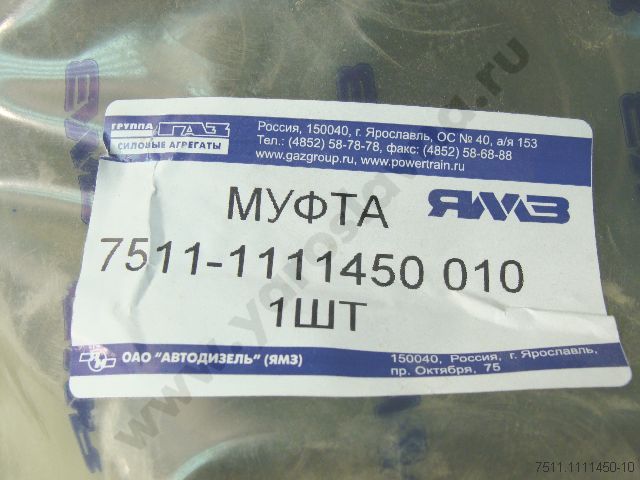 ГРУППА ГАЗ
СИЛОВЫЕ АГРЕГАТЫ
Россия, 150040, г. Ярославль, ОС № 40, а/я 153
Тел.: (4852) 58-78-78, факс: (4852) 58-68-88
www.gazgroup.ru, www.powertrain.ru
МУФТА ЯМЗ
7511-1111450 010
1ШТ
ОАО "АВТОДИЗЕЛЬ" (ЯМЗ)
150040, Россия, г. Ярославль,
пр. Октября, 75
7511.1111450-10